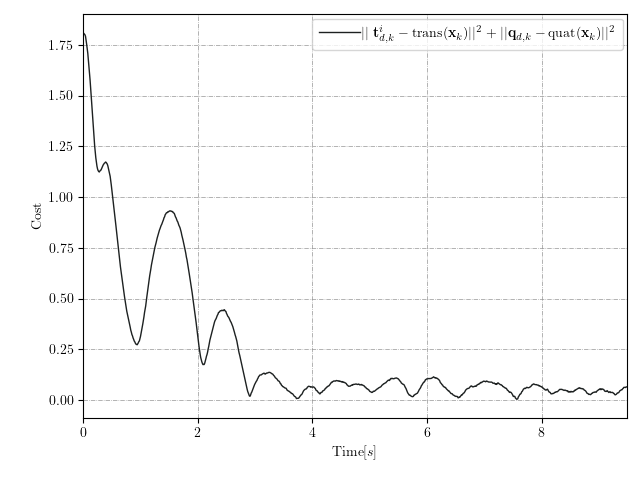 || t^i_{d,k} − trans(x_k)||² + ||q_{d,k} − quat(x_k)||²
1.75
1.50
1.25
1.00
0.75
0.50
0.25
0.00
Cost
0 2 4 6 8
Time[s]